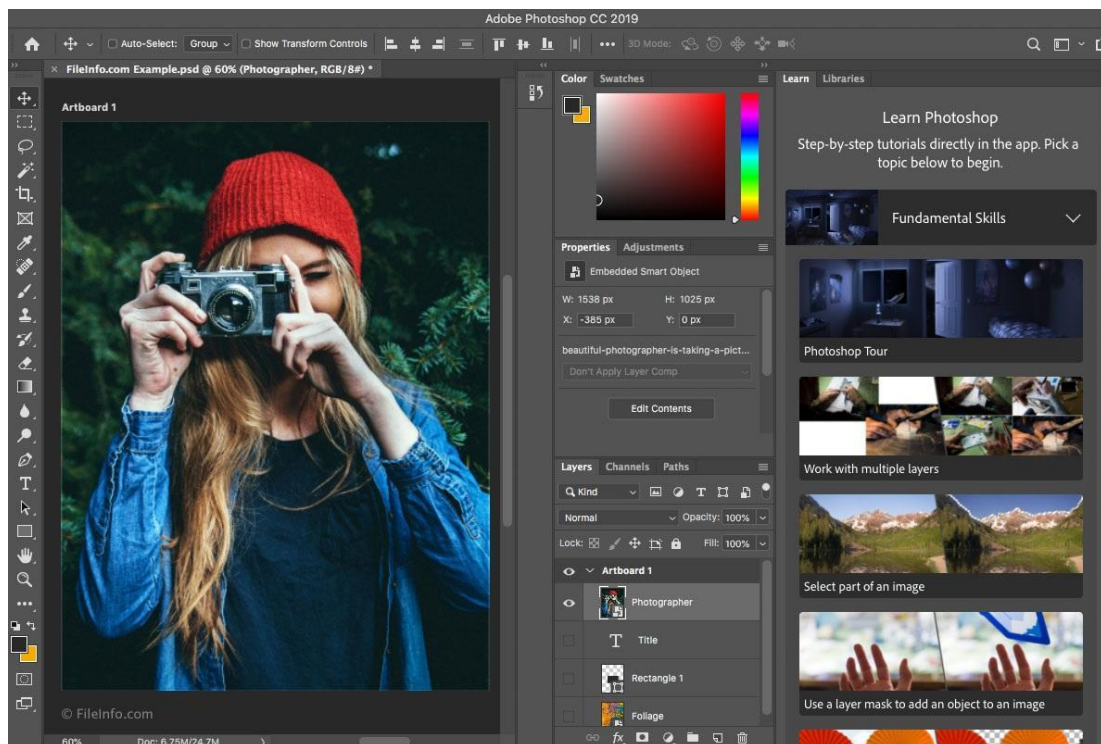 Adobe Photoshop CC 2019
Auto-Select: Group Show Transform Controls 3D Mode:
× FileInfo.com Example.psd @ 60% (Photographer, RGB/8#) *
Artboard 1
© FileInfo.com
60% Doc: 6.75M/24.7M
Color Swatches
Properties Adjustments
Embedded Smart Object
W: 1538 px H: 1025 px
X: -385 px Y: 0 px
beautiful-photographer-is-taking-a-pict...
Don't Apply Layer Comp
Edit Contents
Layers Channels Paths
Kind
Normal Opacity: 100%
Lock: Fill: 100%
Artboard 1
Photographer
T Title
Rectangle 1
Foliage
fx
Learn Libraries
Learn Photoshop
Step-by-step tutorials directly in the app. Pick a
topic below to begin.
Fundamental Skills
Photoshop Tour
Work with multiple layers
Select part of an image
Use a layer mask to add an object to an image